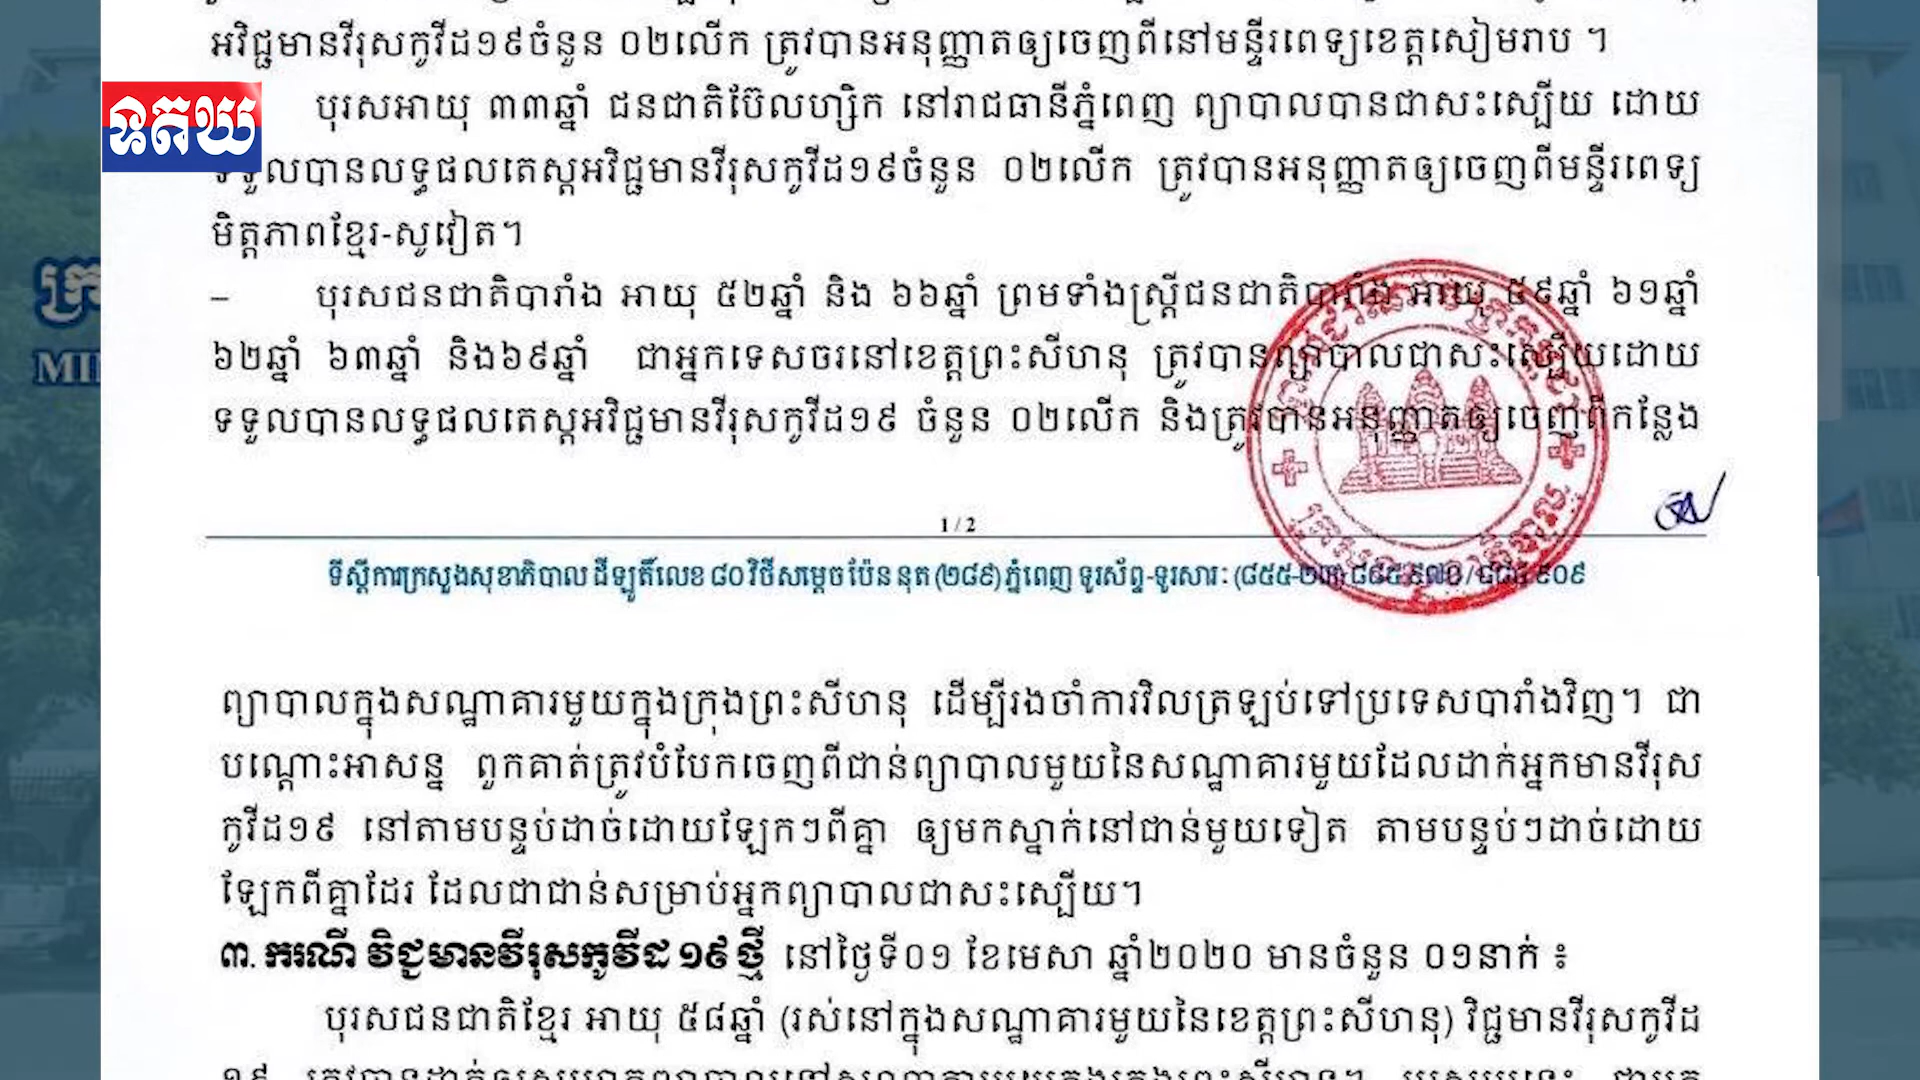 អវិជ្ជមានវីរុសកូវីដ១៩ចំនួន ០២លើក ត្រូវបានអនុញ្ញាតឲ្យចេញពីនៅមន្ទីរពេទ្យខេត្តសៀមរាប ។
ឧតយ
បុរសអាយុ ៣៣ឆ្នាំ ជនជាតិប៊ែលហ្សិក នៅរាជធានីភ្នំពេញ ព្យាបាលបានជាសះស្បើយ ដោយ
ទទួលបានលទ្ធផលតេស្តអវិជ្ជមានវីរុសកូវីដ១៩ចំនួន ០២លើក ត្រូវបានអនុញ្ញាតឲ្យចេញពីមន្ទីរពេទ្យ
មិត្តភាពខ្មែរ-សូវៀត។
– បុរសជនជាតិបារាំង អាយុ ៥២ឆ្នាំ និង ៦៦ឆ្នាំ ព្រមទាំងស្ត្រីជនជាតិបារាំង អាយុ ៥៩ឆ្នាំ ៦១ឆ្នាំ
៦២ឆ្នាំ ៦៣ឆ្នាំ និង៦៩ឆ្នាំ ជាអ្នកទេសចរនៅខេត្តព្រះសីហនុ ត្រូវបានព្យាបាលជាសះស្បើយដោយ
ទទួលបានលទ្ធផលតេស្តអវិជ្ជមានវីរុសកូវីដ១៩ ចំនួន ០២លើក និងត្រូវបានអនុញ្ញាតឲ្យចេញពីកន្លែង
1 / 2
ទីស្តីការក្រសួងសុខាភិបាល ដីឡូតិ៍លេខ ៨០ វិថីសម្តេច ប៉ែន នុត (២៨៩) ភ្នំពេញ ទូរស័ព្ទ-ទូរសារៈ (៨៥៥-២៣)
ព្យាបាលក្នុងសណ្ឋាគារមួយក្នុងក្រុងព្រះសីហនុ ដើម្បីរងចាំការវិលត្រឡប់ទៅប្រទេសបារាំងវិញ។ ជា
បណ្តោះអាសន្ន ពួកគាត់ត្រូវបំបែកចេញពីជាន់ព្យាបាលមួយនៃសណ្ឋាគារមួយដែលដាក់អ្នកមានវីរុស
កូវីដ១៩ នៅតាមបន្ទប់ដាច់ដោយឡែកៗពីគ្នា ឲ្យមកស្នាក់នៅជាន់មួយទៀត តាមបន្ទប់ៗដាច់ដោយ
ឡែកពីគ្នាដែរ ដែលជាជាន់សម្រាប់អ្នកព្យាបាលជាសះស្បើយ។
៣. ករណី វិជ្ជមានវីរុសកូវីដ ១៩ ថ្មី នៅថ្ងៃទី០១ ខែមេសា ឆ្នាំ២០២០ មានចំនួន ០១នាក់ ៖
បុរសជនជាតិខ្មែរ អាយុ ៥៨ឆ្នាំ (រស់នៅក្នុងសណ្ឋាគារមួយនៃខេត្តព្រះសីហនុ) វិជ្ជមានវីរុសកូវីដ